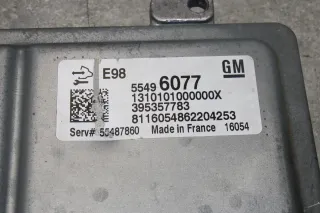 E98
GM
5549 6077
1310101000000X
395357783
8116054862204253
Serv# 55487860 Made in France 16054